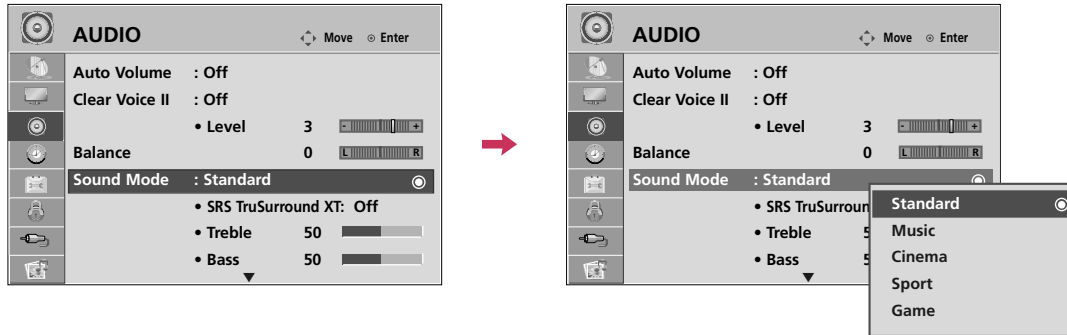 AUDIO Move Enter
Auto Volume : Off
Clear Voice II : Off
• Level 3 - +
Balance 0 L R
Sound Mode : Standard
• SRS TruSurround XT: Off
• Treble 50
• Bass 50
AUDIO Move Enter
Auto Volume : Off
Clear Voice II : Off
• Level 3 - +
Balance 0 L R
Sound Mode : Standard
• SRS TruSurroun
• Treble 5
• Bass 5
Standard
Music
Cinema
Sport
Game